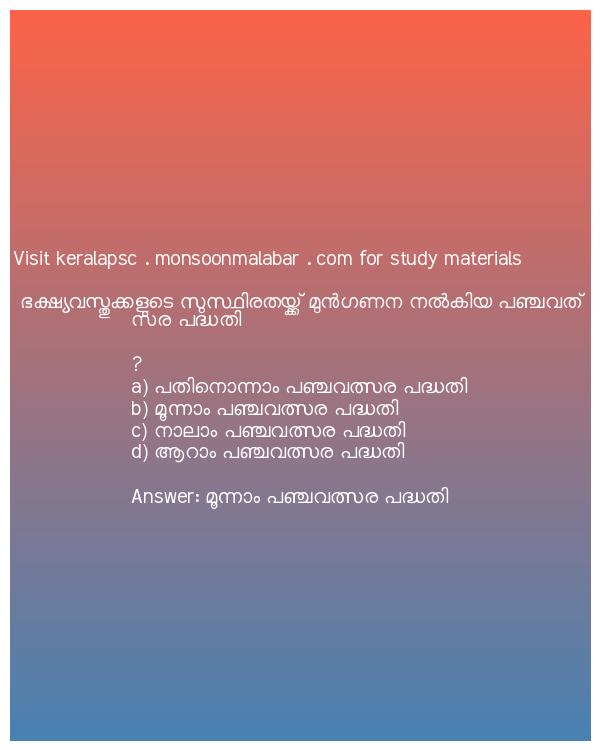 Visit keralapsc . monsoonmalabar . com for study materials
ഭക്ഷ്യവസ്തുക്കളുടെ സുസ്ഥിരതയ്ക്ക് മുൻഗണന നൽകിയ പഞ്ചവത്
സര പദ്ധതി
?
a) പതിനൊന്നാം പഞ്ചവത്സര പദ്ധതി
b) മൂന്നാം പഞ്ചവത്സര പദ്ധതി
c) നാലാം പഞ്ചവത്സര പദ്ധതി
d) ആറാം പഞ്ചവത്സര പദ്ധതി
Answer: മൂന്നാം പഞ്ചവത്സര പദ്ധതി